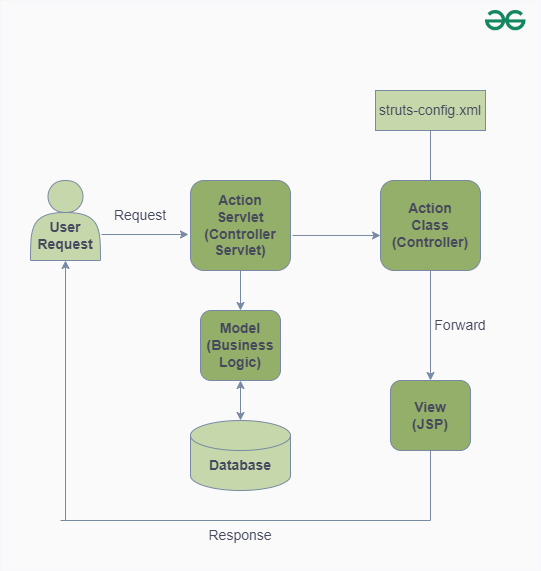 struts-config.xml
User
Request
Request
Action
Servlet
(Controller
Servlet)
Action
Class
(Controller)
Model
(Business
Logic)
Forward
View
(JSP)
Database
Response